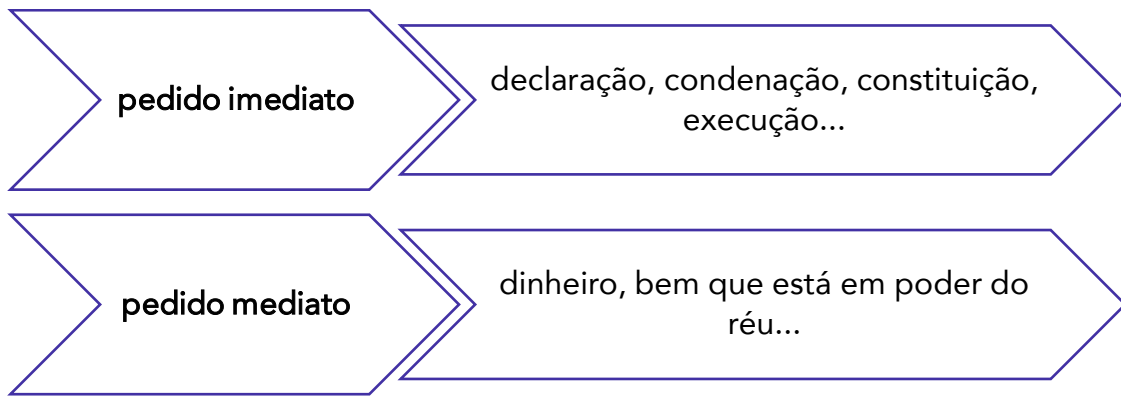 pedido imediato
declaração, condenação, constituição,
execução...
pedido mediato
dinheiro, bem que está em poder do
réu...